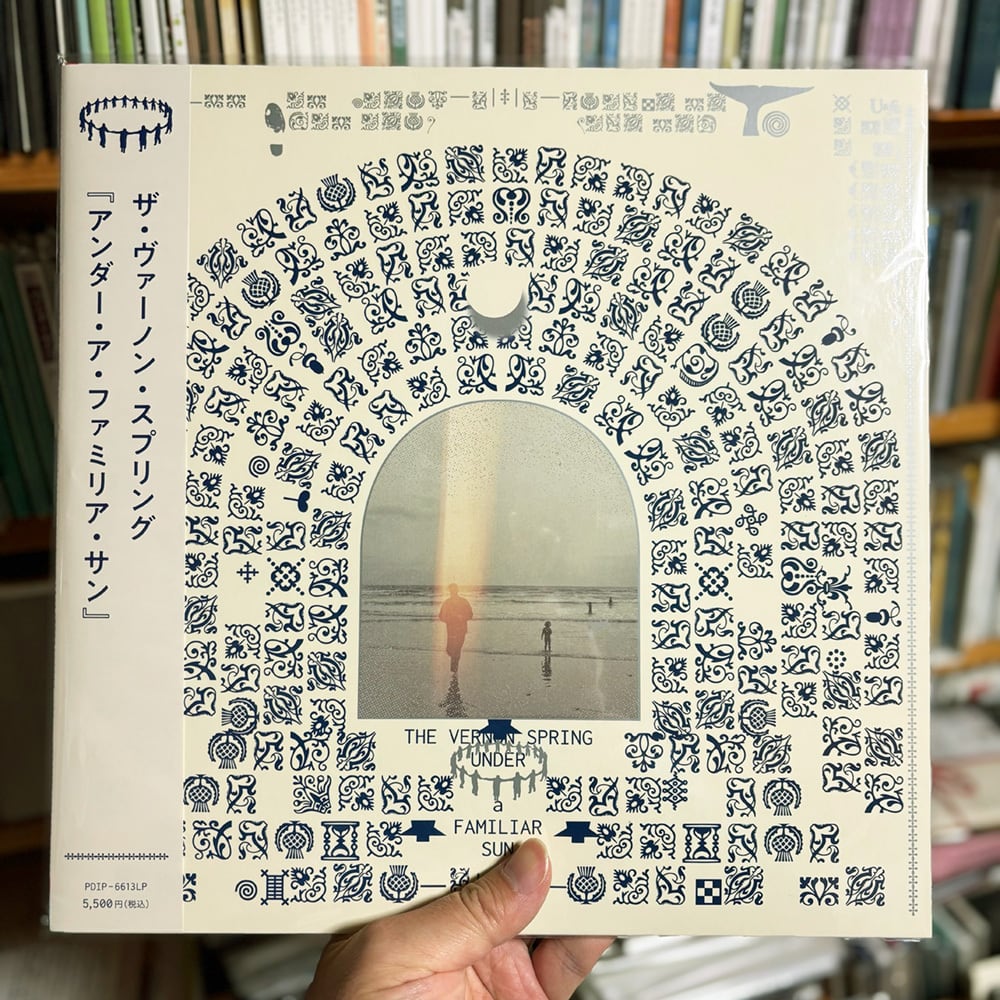 ザ・ヴァーノン・スプリング
『アンダー・ア・ファミリア・サン』
PDIP-6613LP
5,500円(税込)
THE VERNON SPRING
UNDER
a
FAMILIAR
SUN